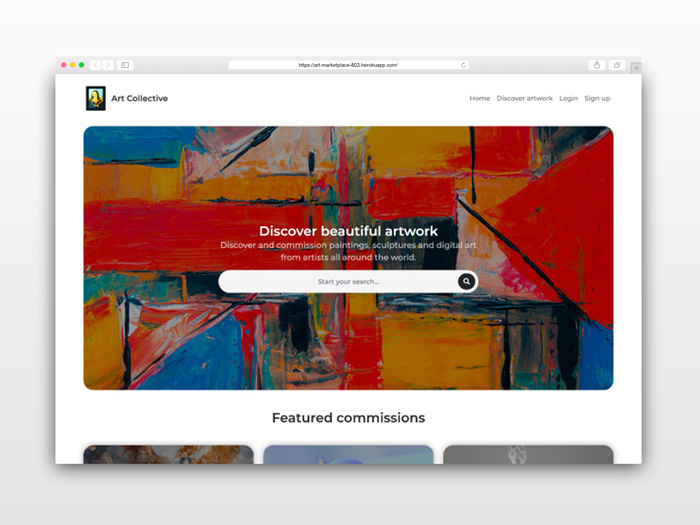 https://art-marketplace-803.herokuapp.com/
Art Collective
Home Discover artwork Login Sign up
Discover beautiful artwork
Discover and commission paintings, sculptures and digital art
from artists all around the world.
Start your search...
Featured commissions